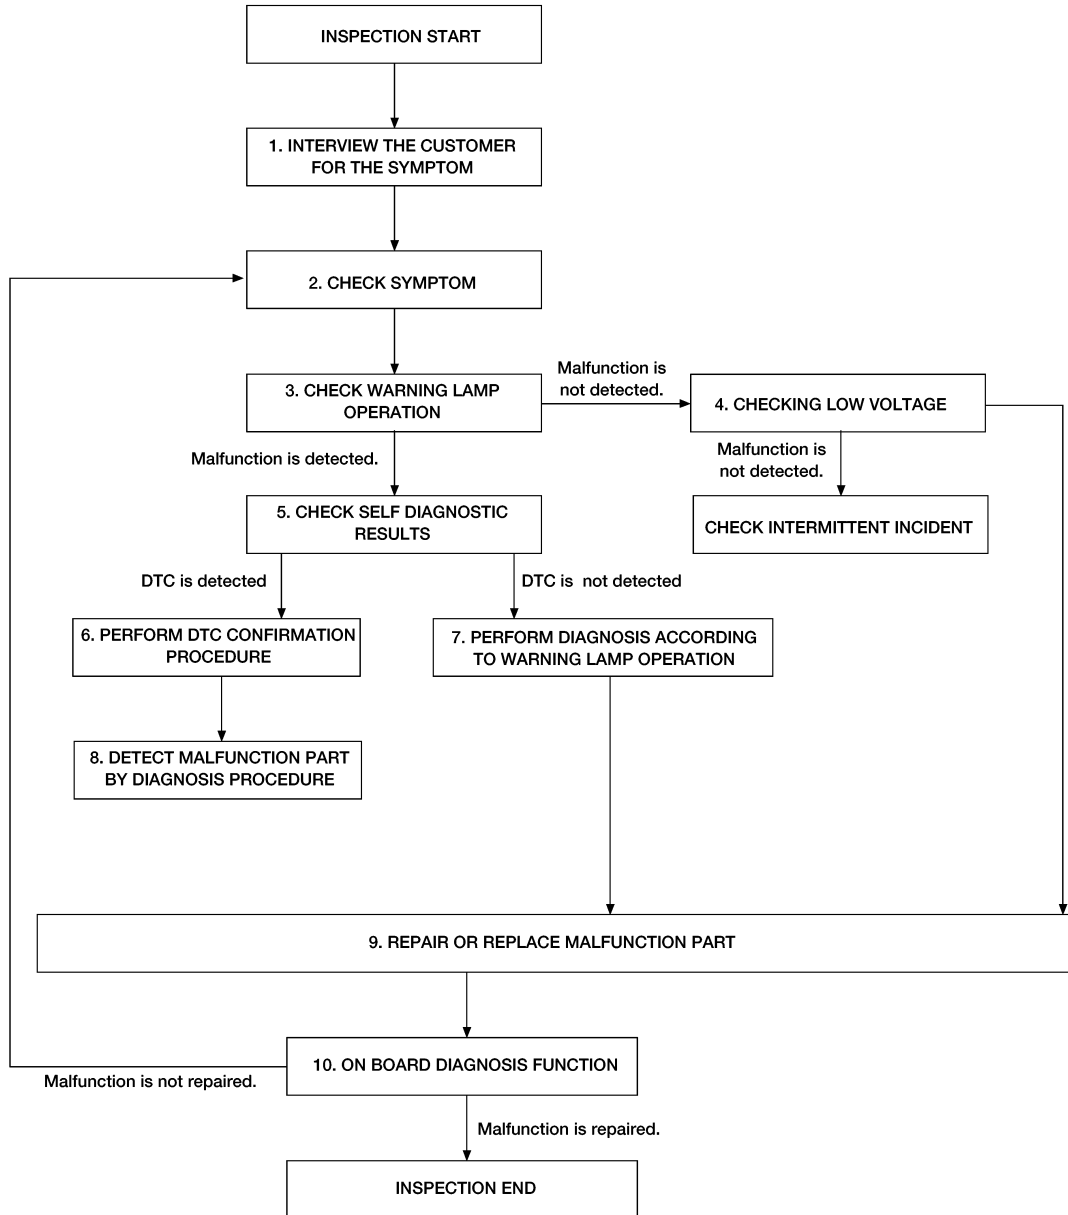 INSPECTION START
1. INTERVIEW THE CUSTOMER
FOR THE SYMPTOM
2. CHECK SYMPTOM
3. CHECK WARNING LAMP
OPERATION
Malfunction is
not detected.
4. CHECKING LOW VOLTAGE
Malfunction is detected.
Malfunction is
not detected.
5. CHECK SELF DIAGNOSTIC
RESULTS
CHECK INTERMITTENT INCIDENT
DTC is detected
DTC is  not detected
6. PERFORM DTC CONFIRMATION
PROCEDURE
7. PERFORM DIAGNOSIS ACCORDING
TO WARNING LAMP OPERATION
8. DETECT MALFUNCTION PART
BY DIAGNOSIS PROCEDURE
9. REPAIR OR REPLACE MALFUNCTION PART
10. ON BOARD DIAGNOSIS FUNCTION
Malfunction is not repaired.
Malfunction is repaired.
INSPECTION END